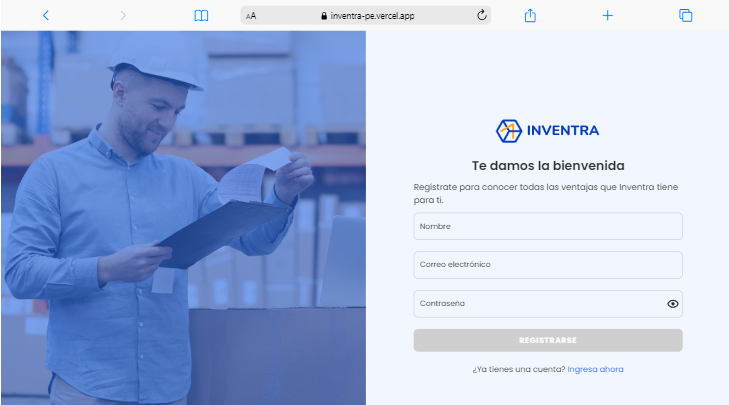 AA
inventra-pe.vercel.app
INVENTRA
Te damos la bienvenida
Regístrate para conocer todas las ventajas que Inventra tiene
para ti.
Nombre
Correo electrónico
Contraseña
REGISTRARSE
¿Ya tienes una cuenta? Ingresa ahora